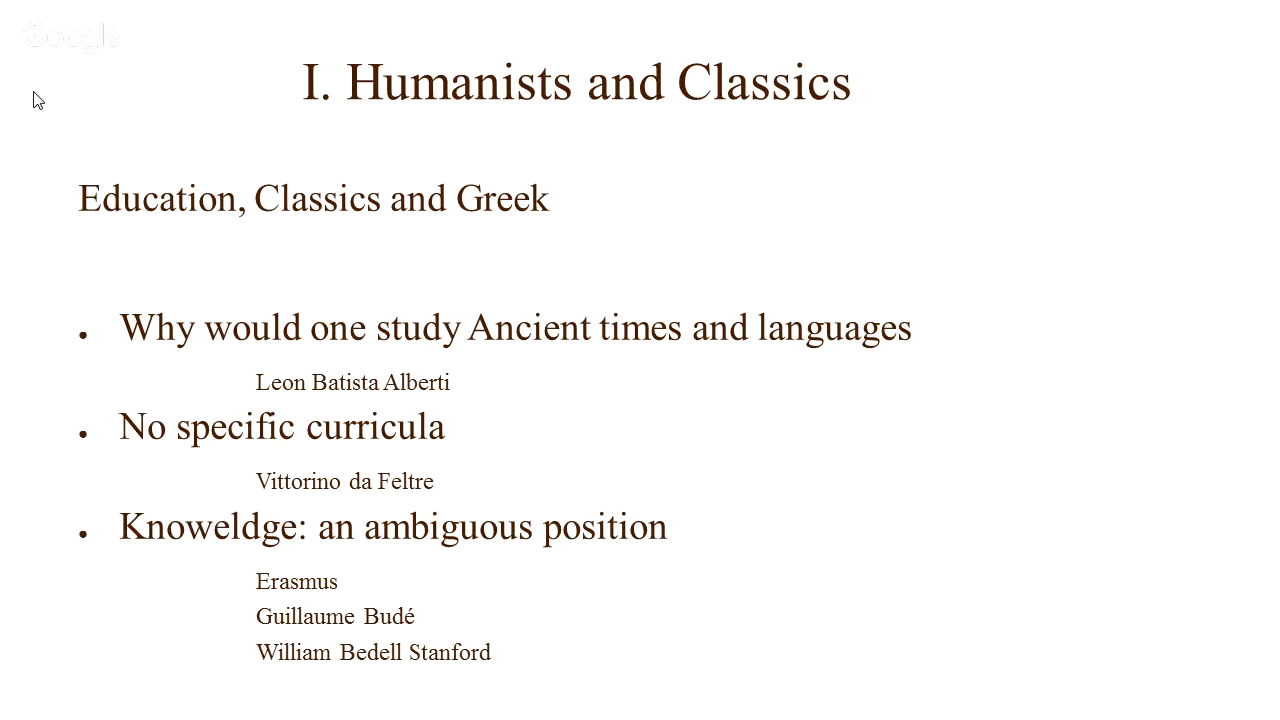 Google
I. Humanists and Classics
Education, Classics and Greek
• Why would one study Ancient times and languages
Leon Batista Alberti
• No specific curricula
Vittorino da Feltre
• Knoweldge: an ambiguous position
Erasmus
Guillaume Budé
William Bedell Stanford